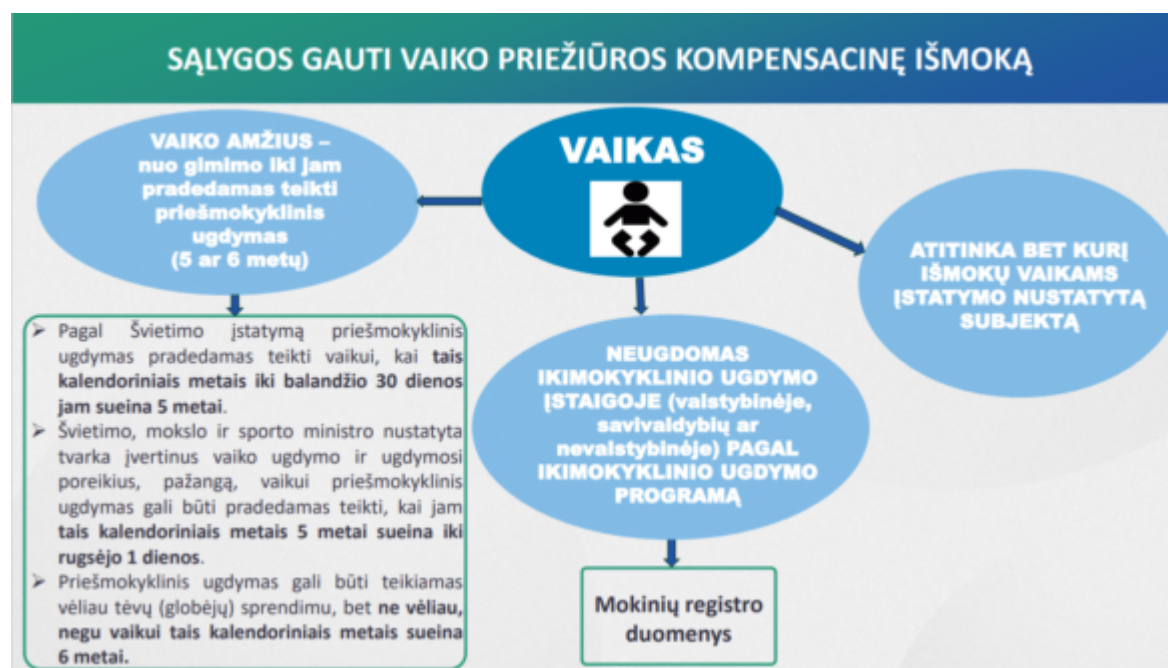 SĄLYGOS GAUTI VAIKO PRIEŽIŪROS KOMPENSACINĘ IŠMOKĄ
VAIKO AMŽIUS –
nuo gimimo iki jam
pradedamas teikti
priešmokyklinis
ugdymas
(5 ar 6 metų)
VAIKAS
ATITINKA BET KURĮ
IŠMOKŲ VAIKAMS
ĮSTATYMO NUSTATYTĄ
SUBJEKTĄ
➢ Pagal Švietimo įstatymą priešmokyklinis
ugdymas pradedamas teikti vaikui, kai tais
kalendoriniais metais iki balandžio 30 dienos
jam sueina 5 metai.
➢ Švietimo, mokslo ir sporto ministro nustatyta
tvarka įvertinus vaiko ugdymo ir ugdymosi
poreikius, pažangą, vaikui priešmokyklinis
ugdymas gali būti pradedamas teikti, kai jam
tais kalendoriniais metais 5 metai sueina iki
rugsėjo 1 dienos.
➢ Priešmokyklinis ugdymas gali būti teikiamas
vėliau tėvų (globėjų) sprendimu, bet ne vėliau,
negu vaikui tais kalendoriniais metais sueina
6 metai.
NEUGDOMAS
IKIMOKYKLINIO UGDYMO
ĮSTAIGOJE (valstybinėje,
savivaldybių ar
nevalstybinėje) PAGAL
IKIMOKYKLINIO UGDYMO
PROGRAMĄ
Mokinių registro
duomenys